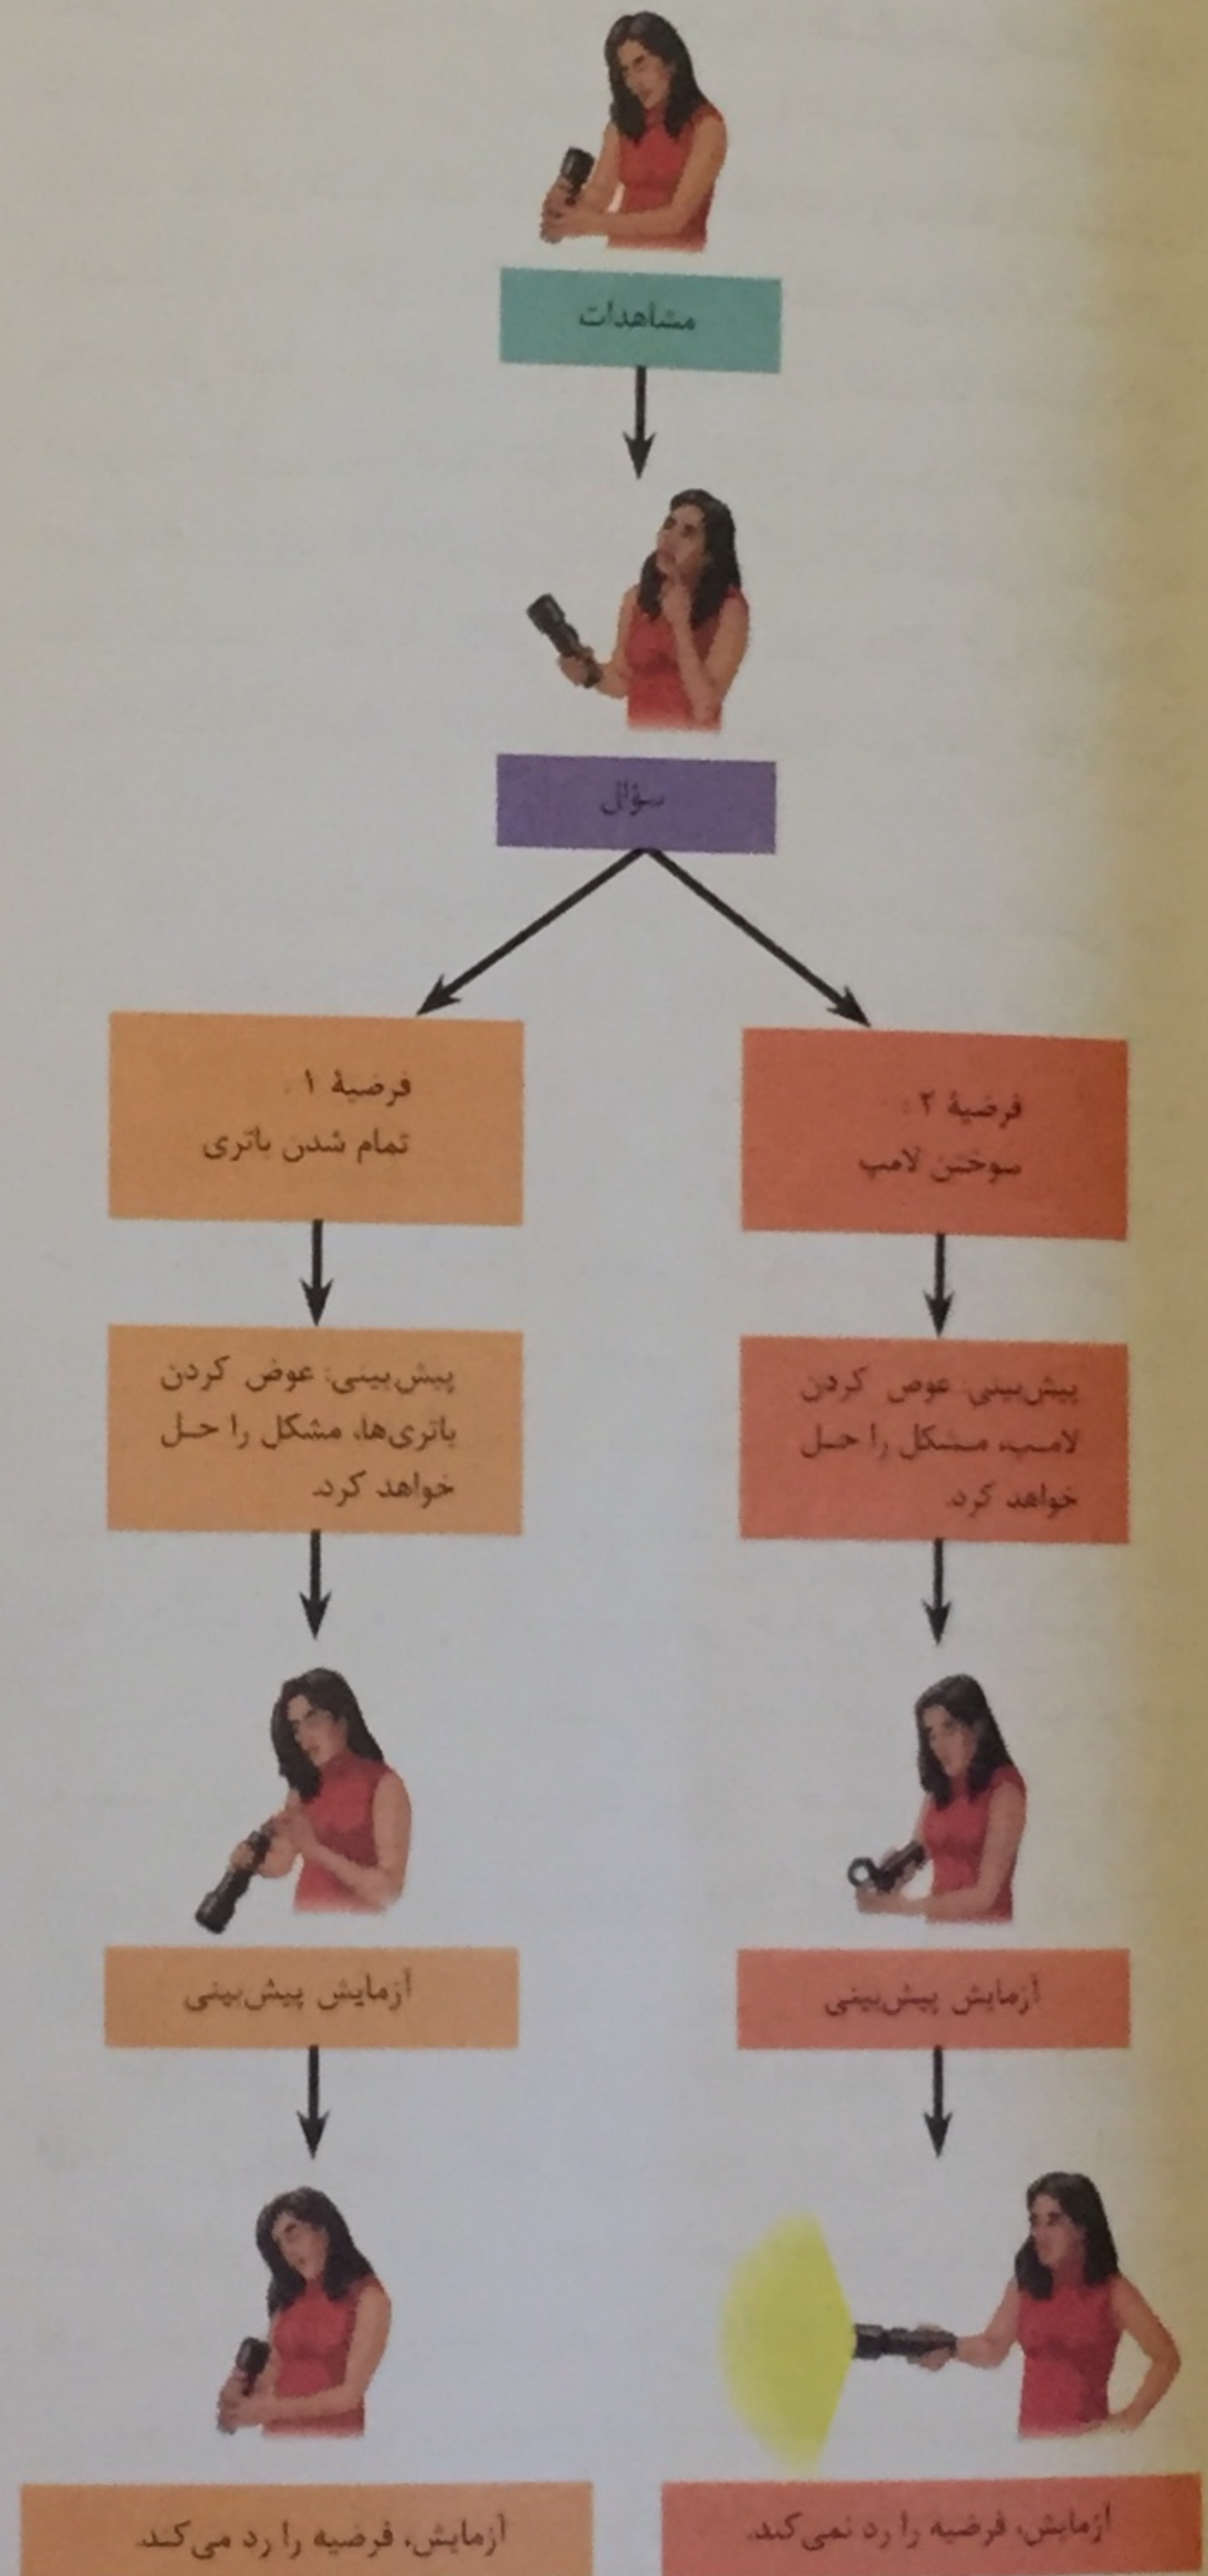 مشاهدات
سؤال
فرضیهٔ ۱
تمام شدن باتری
فرضیهٔ ۲ :
سوختن لامپ
پیش‌بینی: عوض کردن
باتری‌ها، مشکل را حل
خواهد کرد.
پیش‌بینی: عوض کردن
لامپ، مشکل را حل
خواهد کرد.
آزمایش پیش‌بینی
آزمایش پیش‌بینی
آزمایش، فرضیه را رد می‌کند.
آزمایش، فرضیه را رد نمی‌کند.